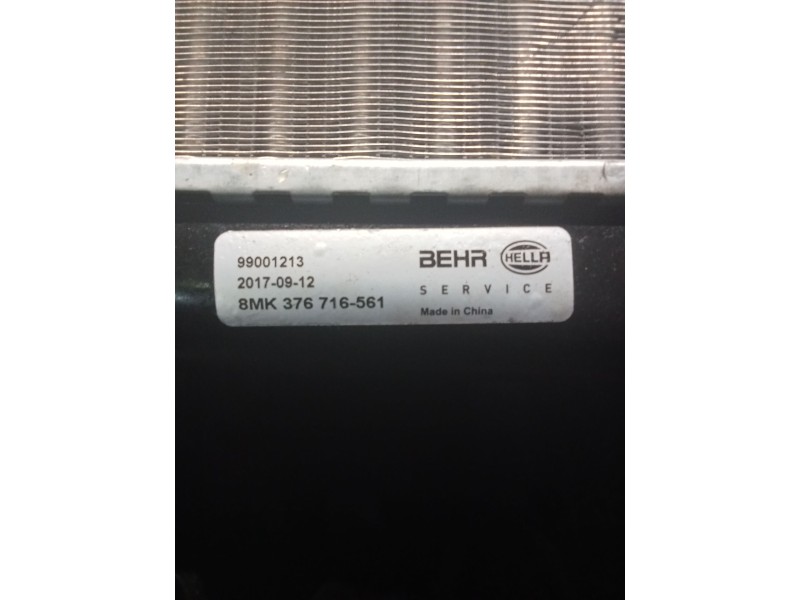 99001213
2017-09-12
8MK 376 716-561
BEHR HELLA
SERVICE
Made in China